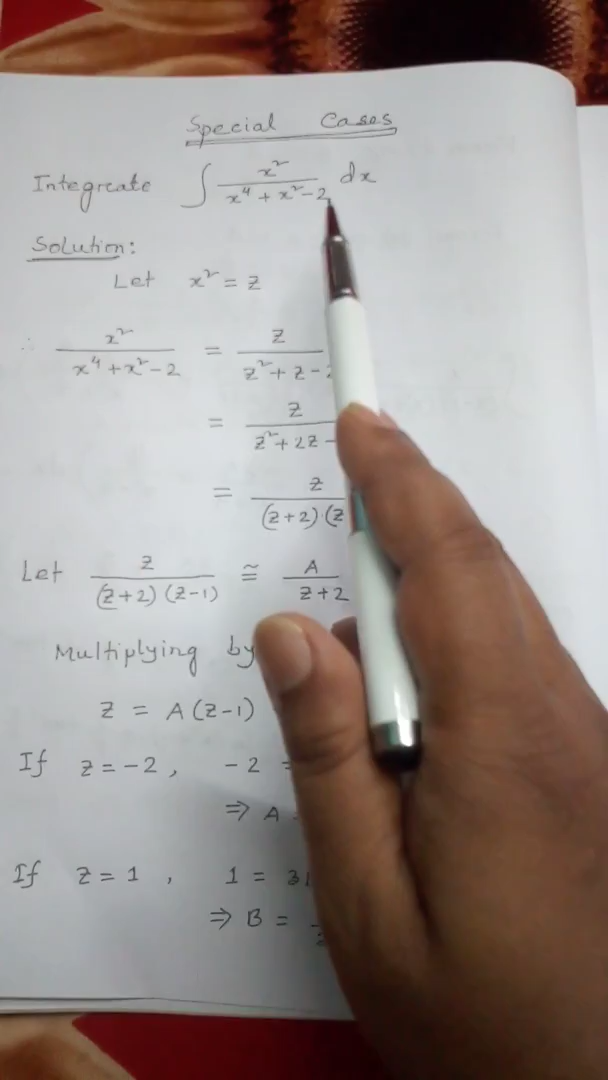 Special Cases
Integrate ∫ x²/(x⁴ + x² - 2) dx
Solution:
Let x² = z
∴ x²/(x⁴ + x² - 2) = z/(z² + z -
= z/(z² + 2z -
= z/((z+2)(z
Let z/((z+2)(z-1)) ≅ A/(z+2)
Multiplying by
z = A(z-1)
If z = -2, -2 =
⇒ A =
If z = 1, 1 = 3
⇒ B =